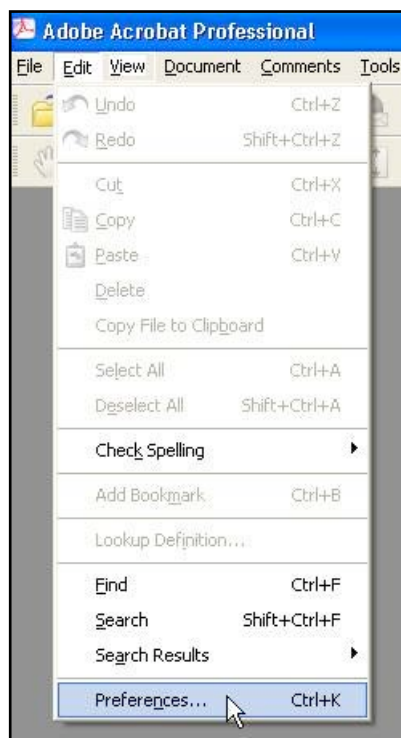 Adobe Acrobat Professional
File Edit View Document Comments Tools
Undo Ctrl+Z
Redo Shift+Ctrl+Z
Cut Ctrl+X
Copy Ctrl+C
Paste Ctrl+V
Delete
Copy File to Clipboard
Select All Ctrl+A
Deselect All Shift+Ctrl+A
Check Spelling
Add Bookmark Ctrl+B
Lookup Definition...
Find Ctrl+F
Search Shift+Ctrl+F
Search Results
Preferences... Ctrl+K